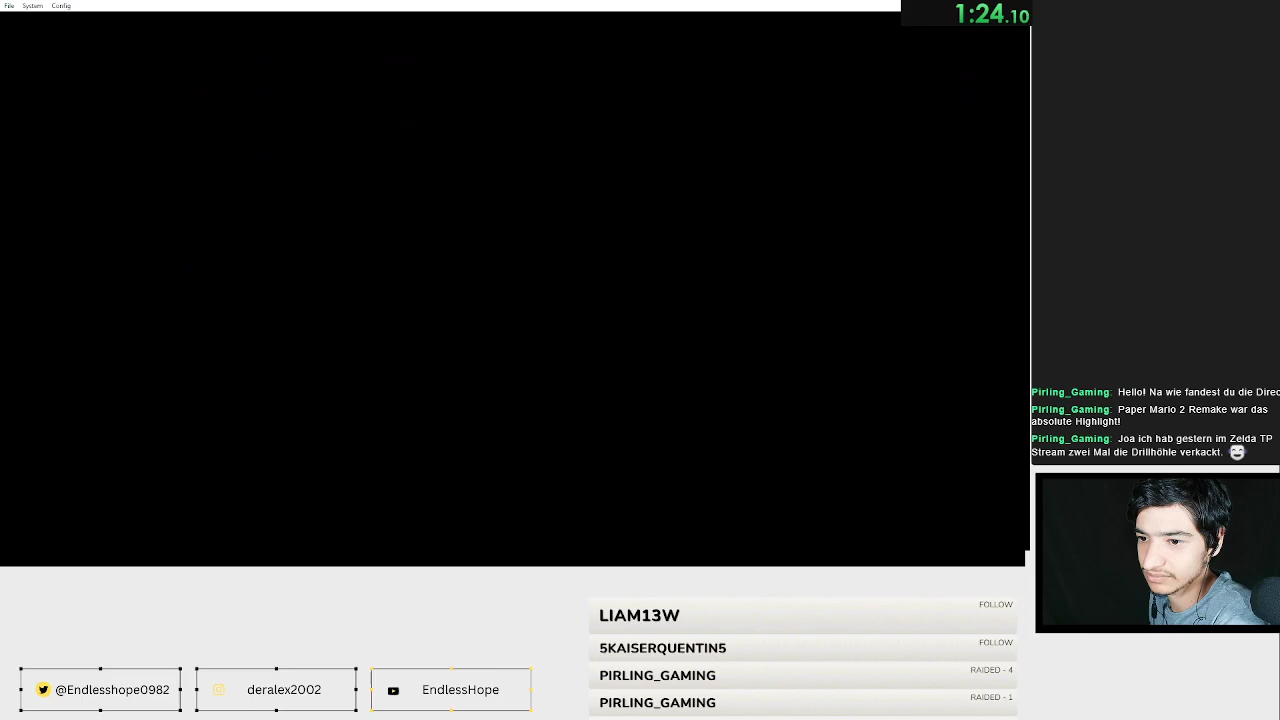 File System Config
1:24.10
Pirling_Gaming: Hello! Na wie fandest du die Direc
Pirling_Gaming: Paper Mario 2 Remake war das
absolute Highlight!
Pirling_Gaming: Joa ich hab gestern im Zelda TP
Stream zwei Mal die Drillhöhle verkackt.
LIAM13W FOLLOW
5KAISERQUENTIN5 FOLLOW
PIRLING_GAMING RAIDED - 4
PIRLING_GAMING RAIDED - 1
@Endlesshope0982 deralex2002 EndlessHope